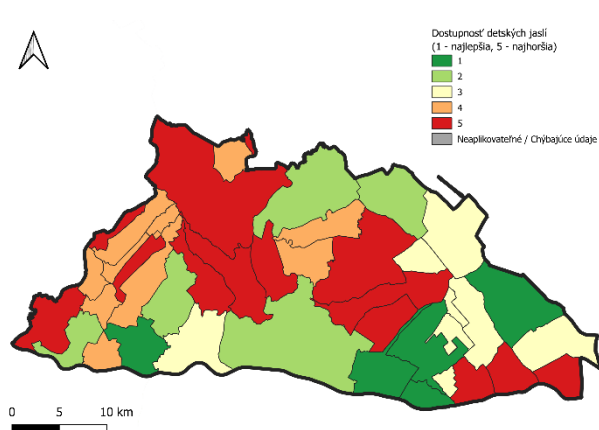 Dostupnosť detských jaslí
(1 - najlepšia, 5 - najhoršia)
1
2
3
4
5
Neaplikovateľné / Chýbajúce údaje
0 5 10 km